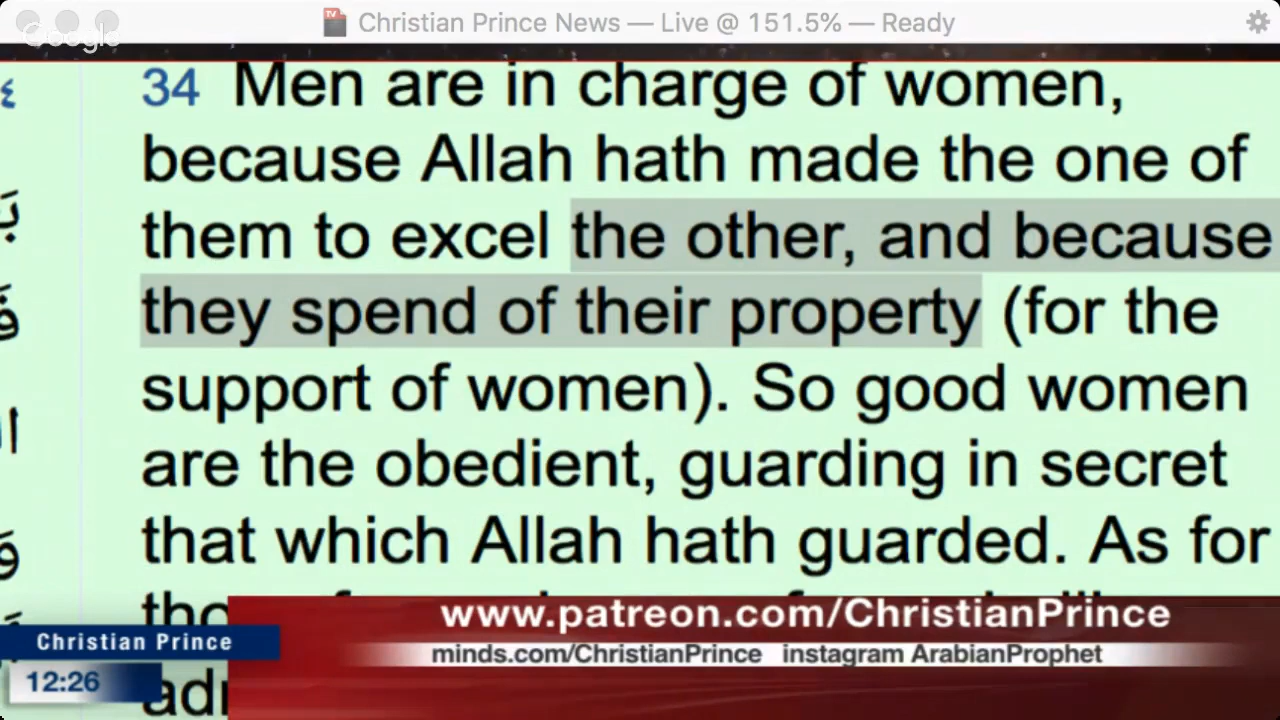 Christian Prince News — Live @ 151.5% — Ready
Google
34 Men are in charge of women,
because Allah hath made the one of
them to excel the other, and because
they spend of their property (for the
support of women). So good women
are the obedient, guarding in secret
that which Allah hath guarded. As for
www.patreon.com/ChristianPrince
Christian Prince
minds.com/ChristianPrince instagram ArabianProphet
12:26